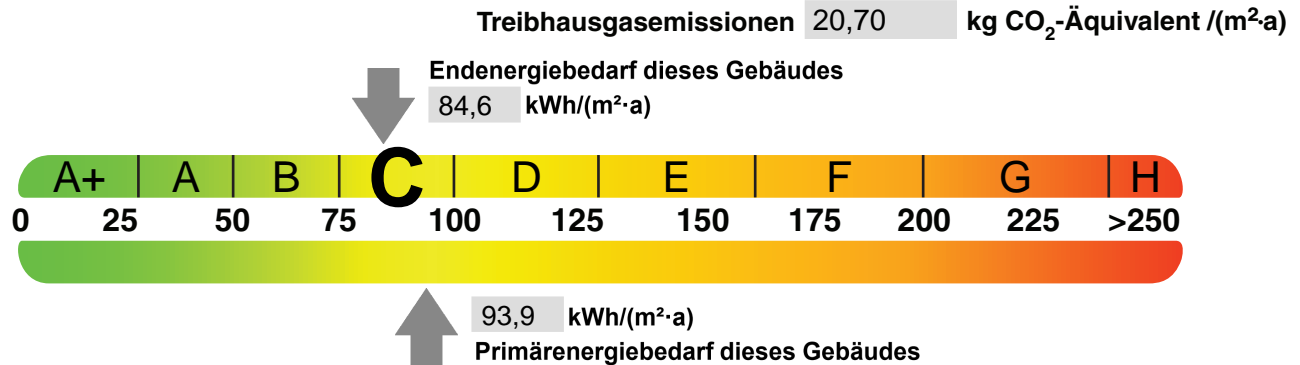 Treibhausgasemissionen 20,70 kg CO₂-Äquivalent /(m²·a)
Endenergiebedarf dieses Gebäudes
84,6 kWh/(m²·a)
A+ A B C D E F G H
0 25 50 75 100 125 150 175 200 225 >250
93,9 kWh/(m²·a)
Primärenergiebedarf dieses Gebäudes